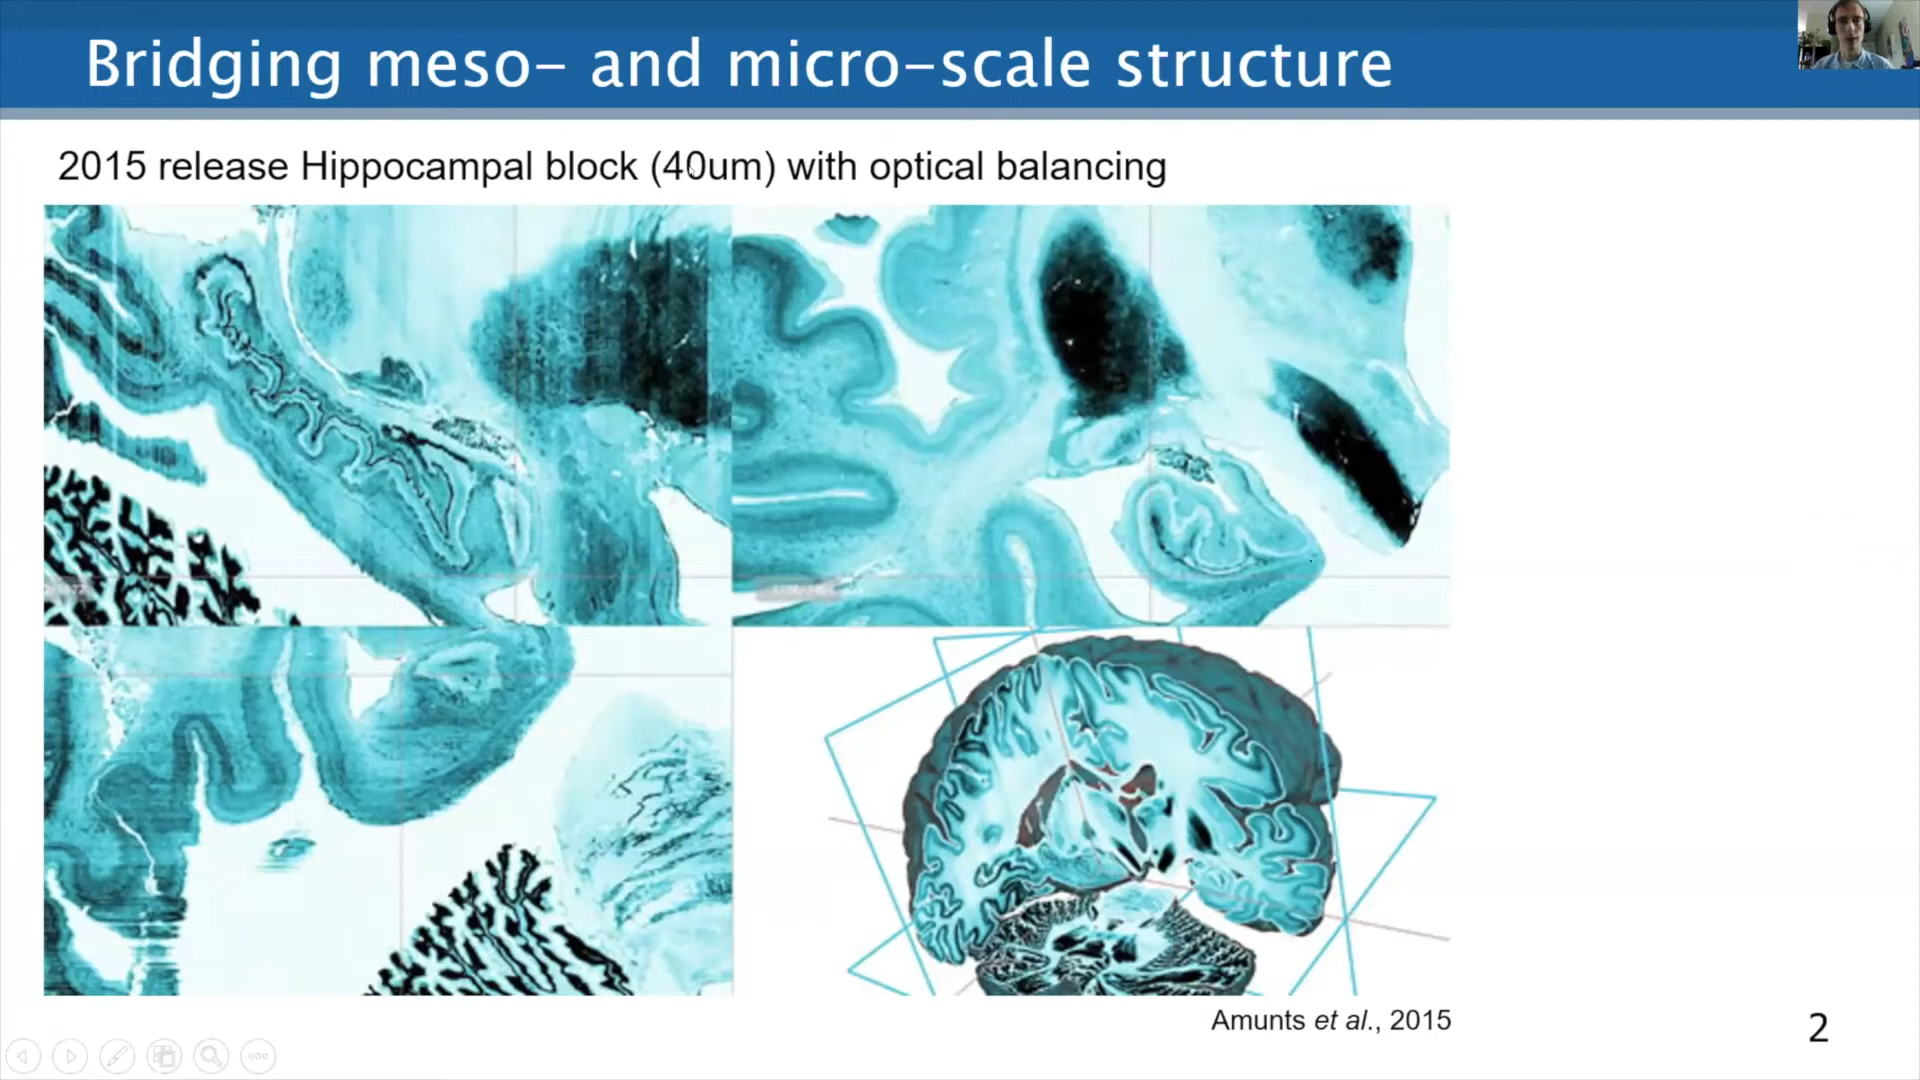 Bridging meso- and micro-scale structure
2015 release Hippocampal block (40um) with optical balancing
Amunts et al., 2015
2